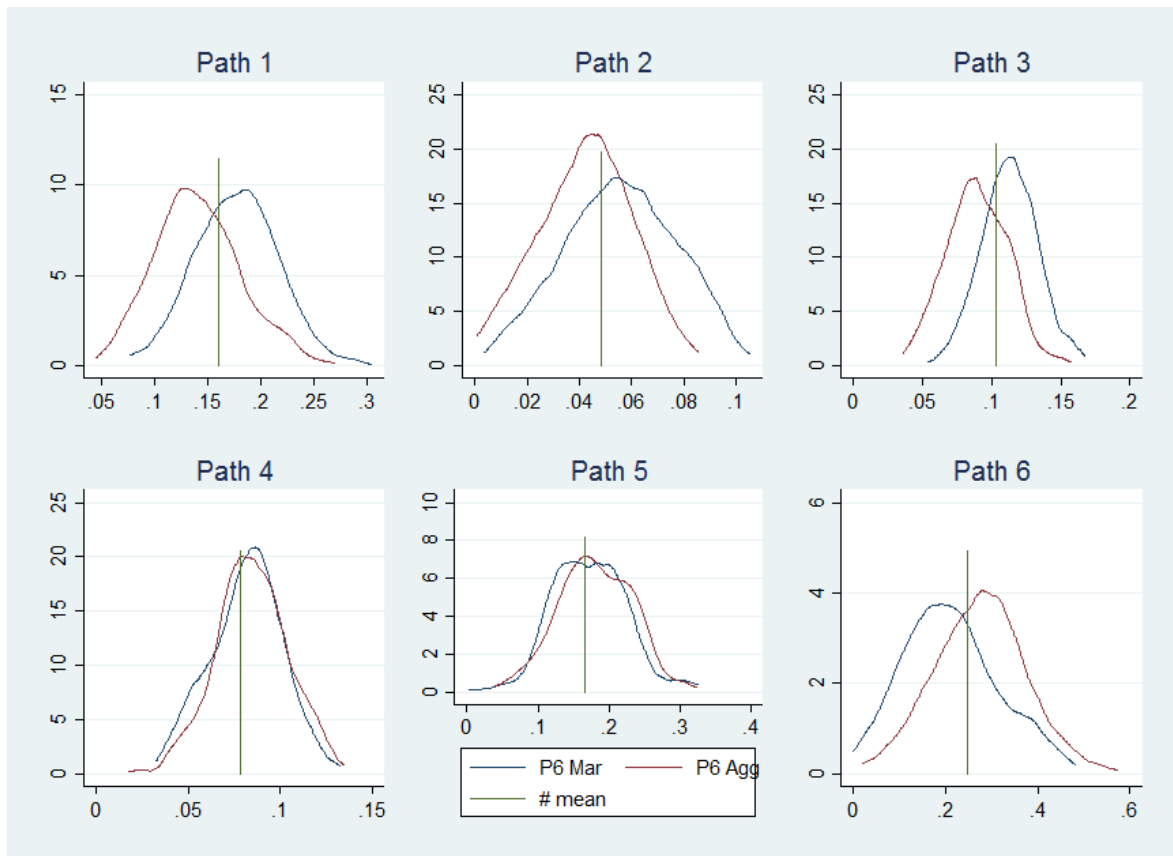 Path 1
Path 2
Path 3
15
10
5
0
.05 .1 .15 .2 .25 .3
25
20
15
10
5
0
0 .02 .04 .06 .08 .1
25
20
15
10
5
0
0 .05 .1 .15 .2
Path 4
Path 5
Path 6
25
20
15
10
5
0
0 .05 .1 .15
10
8
6
4
2
0
0 .1 .2 .3 .4
6
4
2
0
0 .2 .4 .6
P6 Mar P6 Agg
# mean